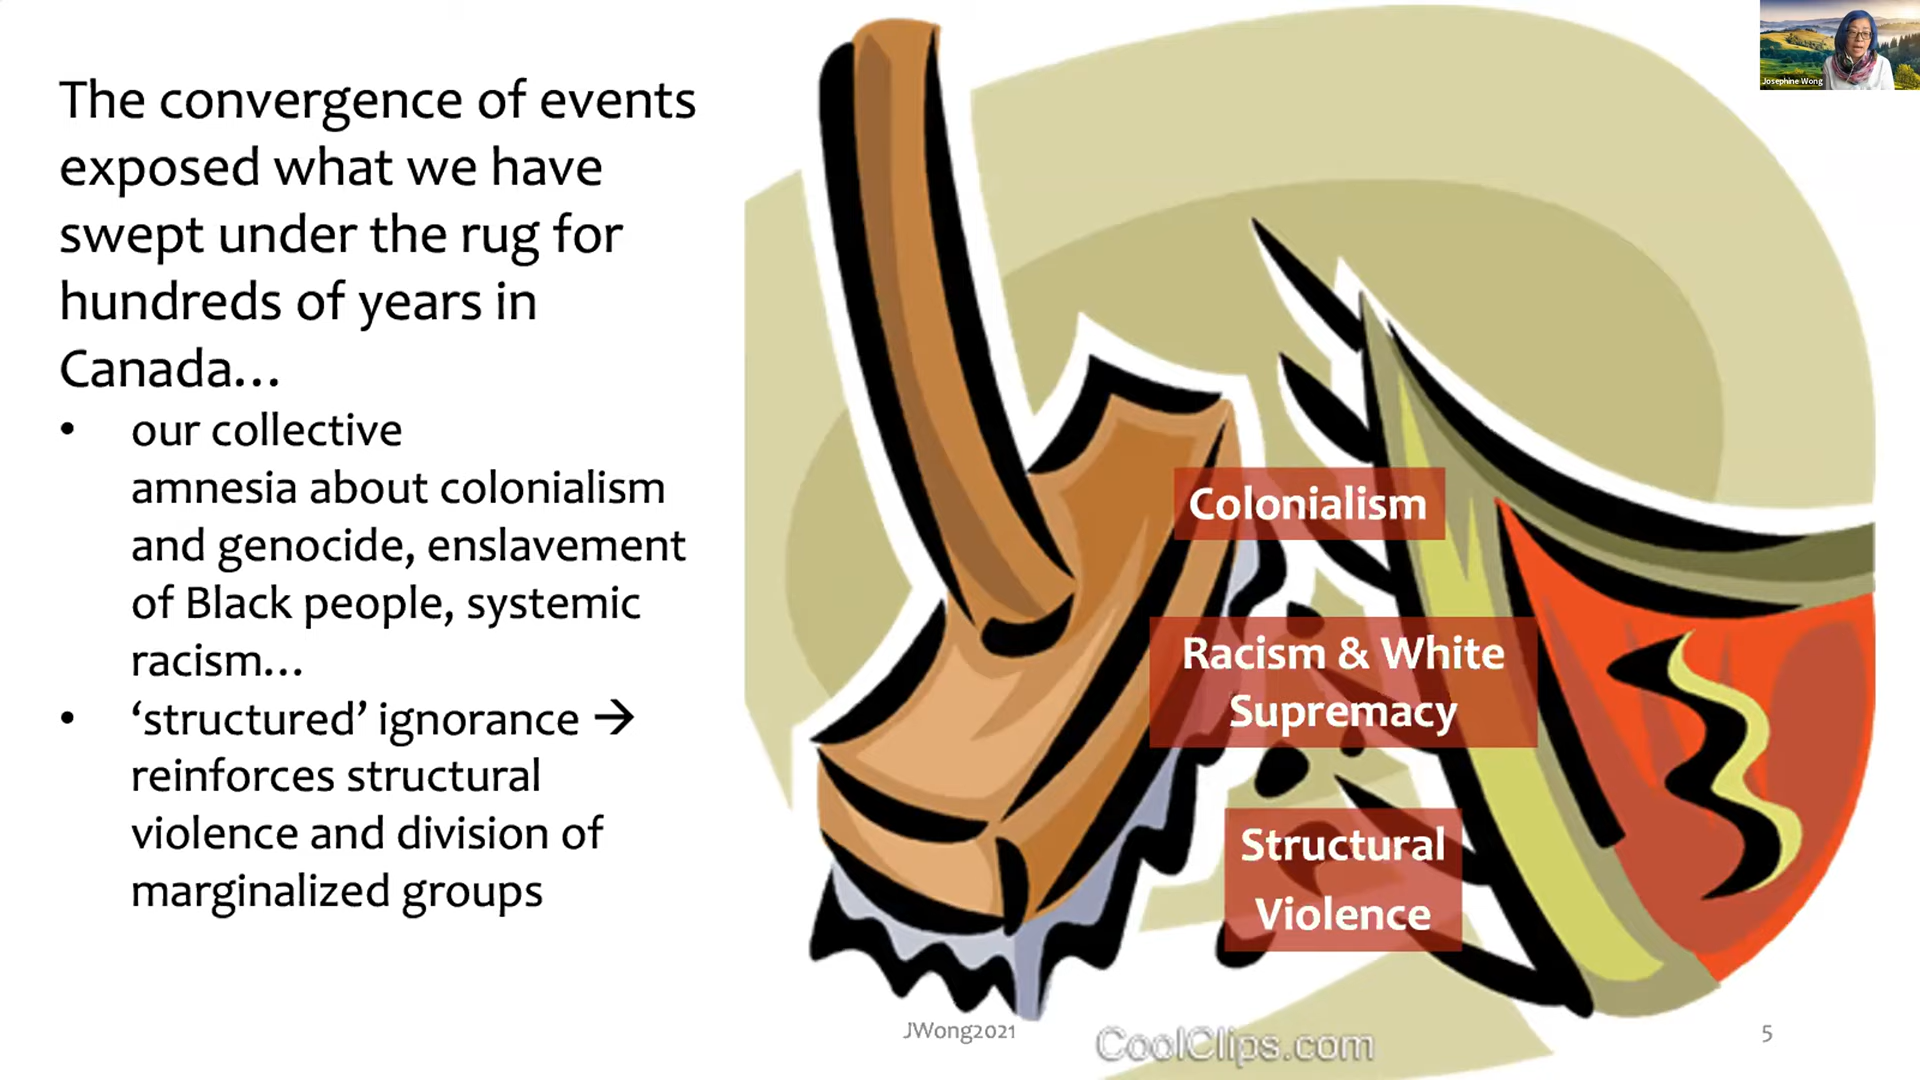 The convergence of events
exposed what we have
swept under the rug for
hundreds of years in
Canada…
• our collective
amnesia about colonialism
and genocide, enslavement
of Black people, systemic
racism…
• ‘structured’ ignorance →
reinforces structural
violence and division of
marginalized groups
Colonialism
Racism & White
Supremacy
Structural
Violence
Josephine Wong
JWong2021
CoolClips.com
5